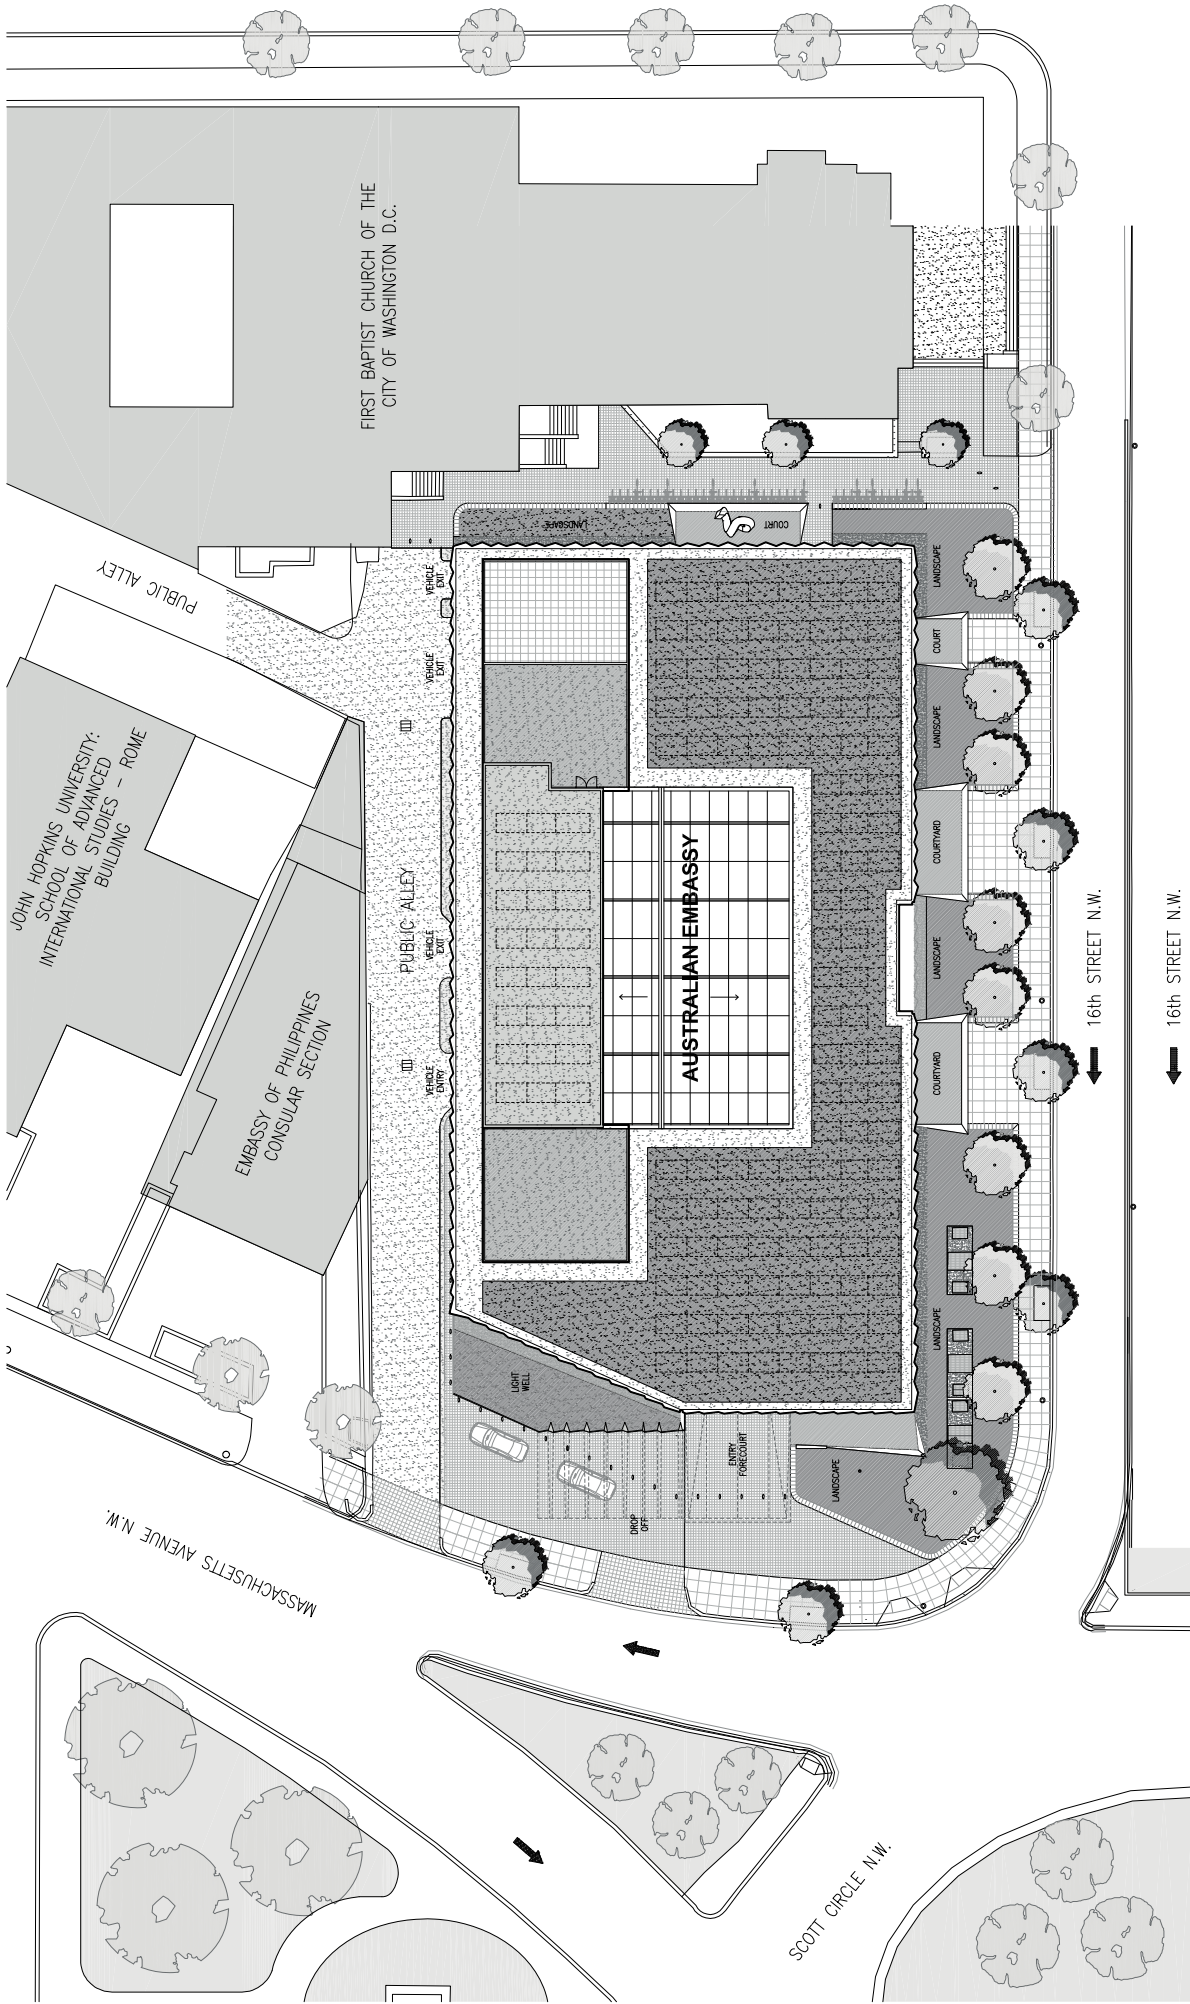 FIRST BAPTIST CHURCH OF THE
CITY OF WASHINGTON D.C.
PUBLIC ALLEY
LANDSCAPE
COURT
VEHICLE
EXIT
VEHICLE
EXIT
LANDSCAPE
COURT
LANDSCAPE
COURTYARD
LANDSCAPE
COURTYARD
LANDSCAPE
JOHN HOPKINS UNIVERSITY:
SCHOOL OF ADVANCED
INTERNATIONAL STUDIES - ROME
BUILDING
PUBLIC ALLEY
VEHICLE
EXIT
VEHICLE
ENTRY
EMBASSY OF PHILIPPINES
CONSULAR SECTION
AUSTRALIAN EMBASSY
16th STREET N.W.
16th STREET N.W.
LIGHT
WELL
ENTRY
FORECOURT
LANDSCAPE
DROP
OFF
MASSACHUSETTS AVENUE N.W.
SCOTT CIRCLE N.W.